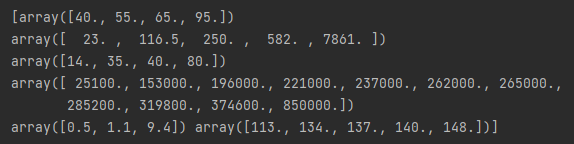 [array([40., 55., 65., 95.])
array([  23. ,  116.5,  250. ,  582. , 7861. ])
array([14., 35., 40., 80.])
array([ 25100., 153000., 196000., 221000., 237000., 262000., 265000.,
       285200., 319800., 374600., 850000.])
array([0.5, 1.1, 9.4]) array([113., 134., 137., 140., 148.])]